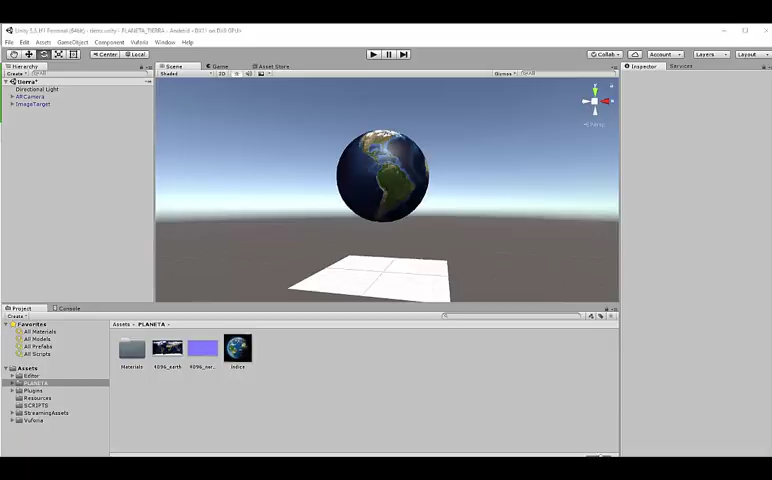 Unity 5.5.1f1 Personal (64bit) - tierra.unity - PLANETA_TIERRA - Android* <DX11 on DX9 GPU>
File Edit Assets GameObject Component Vuforia Window Help
Center Local Collab Account Layers Layout
Hierarchy
Create
tierra*
Directional Light
ARCamera
ImageTarget
Scene Game Asset Store
Shaded 2D Gizmos
Persp
Inspector Services
Project Console
Create
Favorites
All Materials
All Models
All Prefabs
All Scripts
Assets
Editor
PLANETA
Plugins
Resources
SCRIPTS
StreamingAssets
Vuforia
Assets PLANETA
Materials 4096_earth 4096_nor... indice